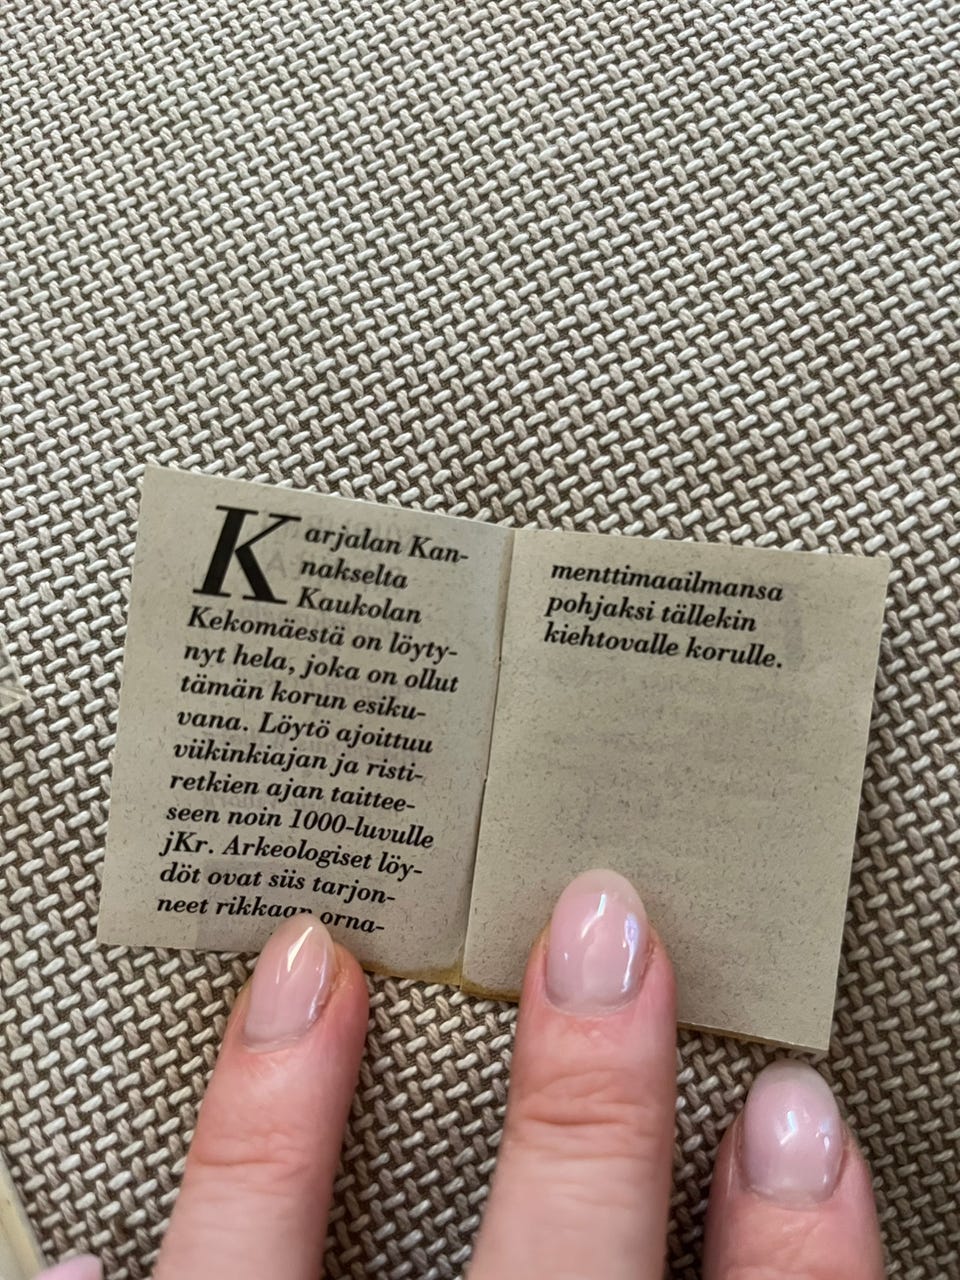 Karjalan Kan-
nakselta
Kaukolan
Kekomäestä on löyty-
nyt hela, joka on ollut
tämän korun esiku-
vana. Löytö ajoittuu
viikinkiajan ja risti-
retkien ajan taittee-
seen noin 1000-luvulle
jKr. Arkeologiset löy-
döt ovat siis tarjon-
neet rikkaan orna-
menttimaailmansa
pohjaksi tällekin
kiehtovalle korulle.